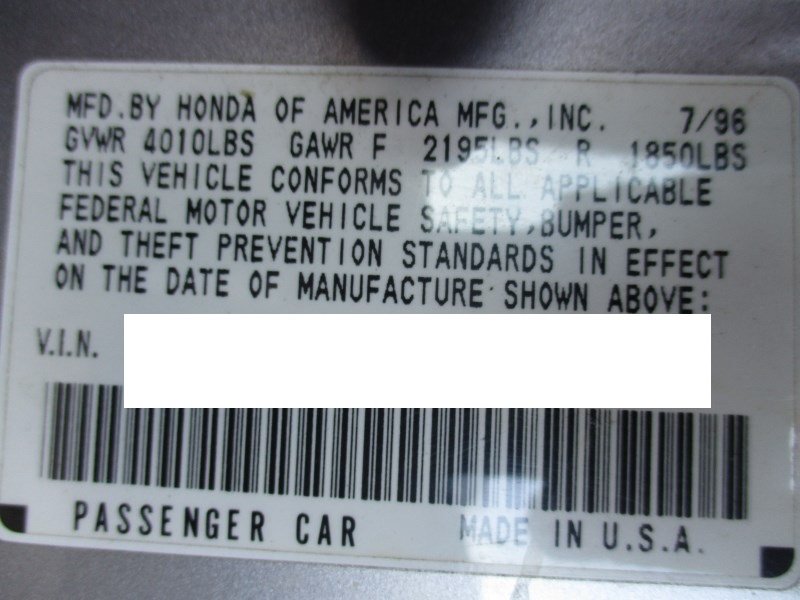 MFD.BY HONDA OF AMERICA MFG.,INC. 7/96
GVWR 4010LBS GAWR F 2195LBS R 1850LBS
THIS VEHICLE CONFORMS TO ALL APPLICABLE
FEDERAL MOTOR VEHICLE SAFETY,BUMPER,
AND THEFT PREVENTION STANDARDS IN EFFECT
ON THE DATE OF MANUFACTURE SHOWN ABOVE:
V.I.N.
PASSENGER CAR MADE IN U.S.A.